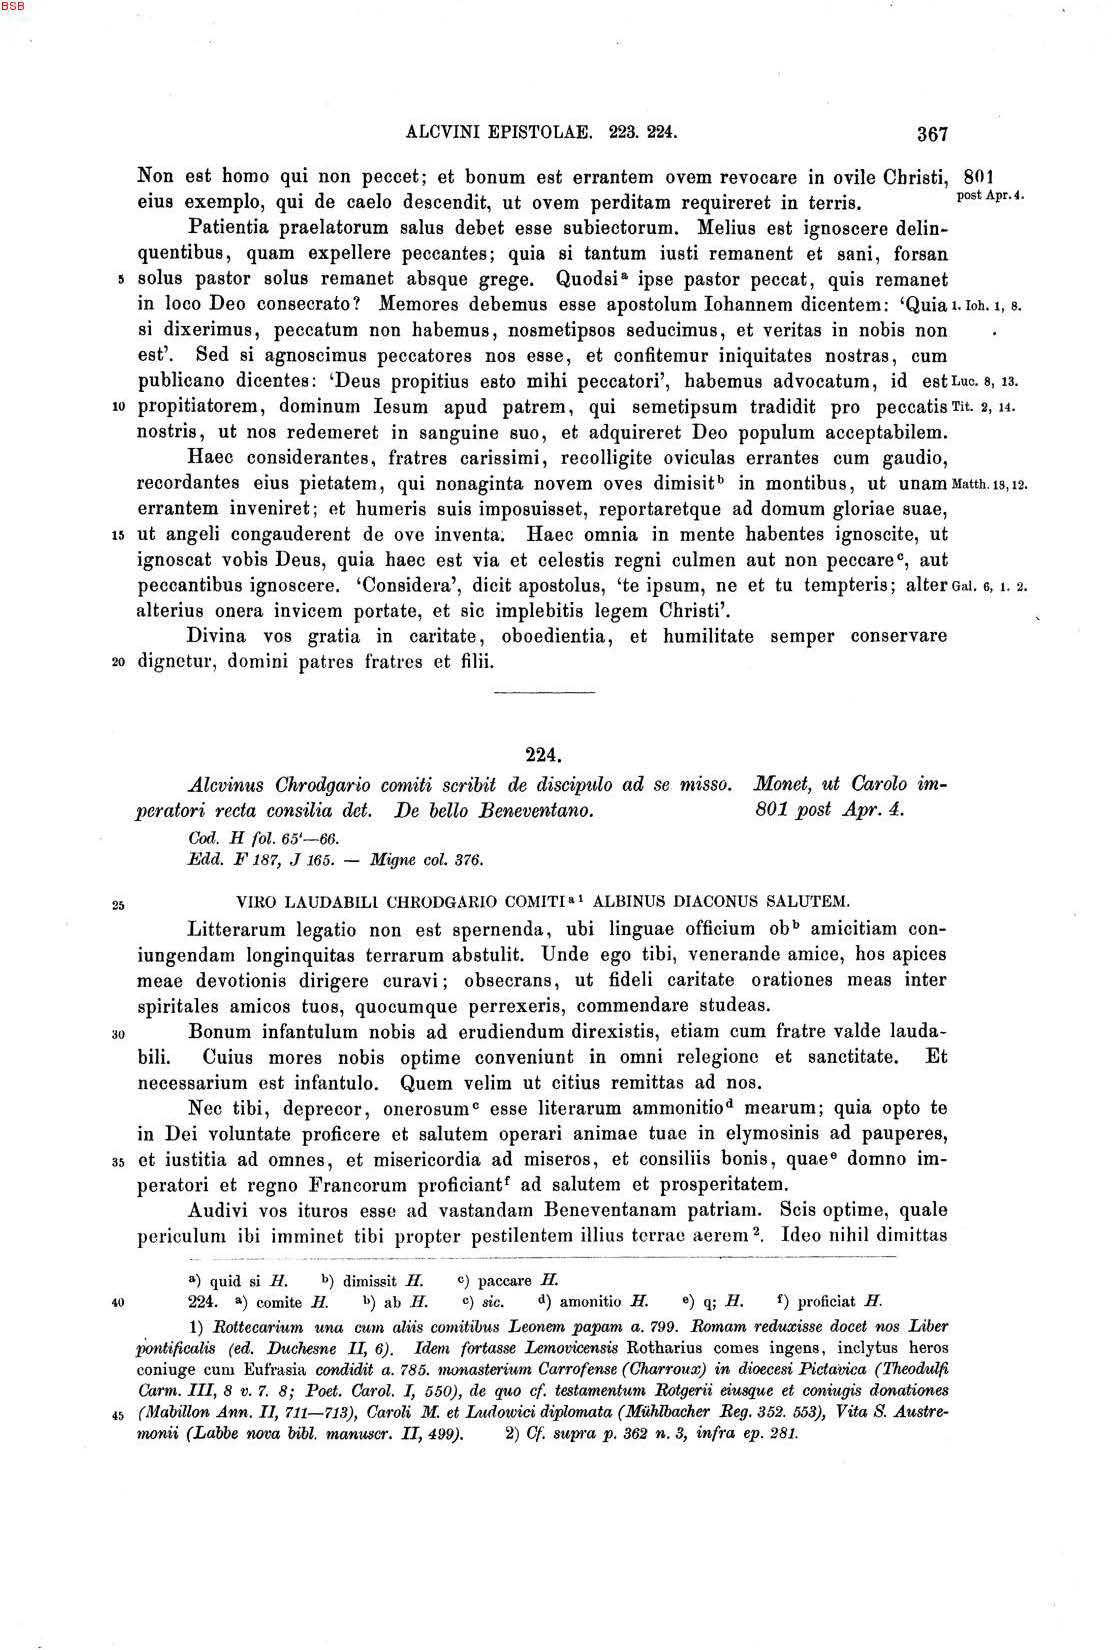 BSB
ALCVINI EPISTOLAE. 223. 224. 367
Non est homo qui non peccet; et bonum est errantem ovem revocare in ovile Christi, 801
eius exemplo, qui de caelo descendit, ut ovem perditam requireret in terris. post Apr. 4.
Patientia praelatorum salus debet esse subiectorum. Melius est ignoscere delin-
quentibus, quam expellere peccantes; quia si tantum iusti remanent et sani, forsan
5 solus pastor solus remanet absque grege. Quodsi a ipse pastor peccat, quis remanet
in loco Deo consecrato? Memores debemus esse apostolum Iohannem dicentem: ‘Quia 1. Ioh. 1, 8.
si dixerimus, peccatum non habemus, nosmetipsos seducimus, et veritas in nobis non
est’. Sed si agnoscimus peccatores nos esse, et confitemur iniquitates nostras, cum
publicano dicentes: ‘Deus propitius esto mihi peccatori’, habemus advocatum, id est Luc. 8, 13.
10 propitiatorem, dominum Iesum apud patrem, qui semetipsum tradidit pro peccatis Tit. 2, 14.
nostris, ut nos redemeret in sanguine suo, et adquireret Deo populum acceptabilem.
Haec considerantes, fratres carissimi, recolligite oviculas errantes cum gaudio,
recordantes eius pietatem, qui nonaginta novem oves dimisit b in montibus, ut unam Matth. 18, 12.
errantem inveniret; et humeris suis imposuisset, reportaretque ad domum gloriae suae,
15 ut angeli congauderent de ove inventa. Haec omnia in mente habentes ignoscite, ut
ignoscat vobis Deus, quia haec est via et celestis regni culmen aut non peccare c, aut
peccantibus ignoscere. ‘Considera’, dicit apostolus, ‘te ipsum, ne et tu tempteris; alter Gal. 6, 1. 2.
alterius onera invicem portate, et sic implebitis legem Christi’.
Divina vos gratia in caritate, oboedientia, et humilitate semper conservare
20 dignetur, domini patres fratres et filii.
224.
Alcvinus Chrodgario comiti scribit de discipulo ad se misso. Monet, ut Carolo im-
peratori recta consilia det. De bello Beneventano. 801 post Apr. 4.
Cod. H fol. 65'—66.
Edd. F 187, J 165. — Migne col. 376.
25 VIRO LAUDABILI CHRODGARIO COMITI a 1 ALBINUS DIACONUS SALUTEM.
Litterarum legatio non est spernenda, ubi linguae officium ob b amicitiam con-
iungendam longinquitas terrarum abstulit. Unde ego tibi, venerande amice, hos apices
meae devotionis dirigere curavi; obsecrans, ut fideli caritate orationes meas inter
spiritales amicos tuos, quocumque perrexeris, commendare studeas.
30 Bonum infantulum nobis ad erudiendum direxistis, etiam cum fratre valde lauda-
bili. Cuius mores nobis optime conveniunt in omni relegione et sanctitate. Et
necessarium est infantulo. Quem velim ut citius remittas ad nos.
Nec tibi, deprecor, onerosum c esse literarum ammonitio d mearum; quia opto te
in Dei voluntate proficere et salutem operari animae tuae in elymosinis ad pauperes,
35 et iustitia ad omnes, et misericordia ad miseros, et consiliis bonis, quae e domno im-
peratori et regno Francorum proficiant f ad salutem et prosperitatem.
Audivi vos ituros esse ad vastandam Beneventanam patriam. Scis optime, quale
periculum ibi imminet tibi propter pestilentem illius terrae aerem 2. Ideo nihil dimittas
a) quid si H. b) dimissit H. c) paccare H.
40 224. a) comite H. b) ab H. c) sic. d) amonitio H. e) q; H. f) proficiat H.
1) Rottecarium una cum aliis comitibus Leonem papam a. 799. Romam reduxisse docet nos Liber
pontificalis (ed. Duchesne II, 6). Idem fortasse Lemovicensis Rotharius comes ingens, inclytus heros
coniuge cum Eufrasia condidit a. 785. monasterium Carrofense (Charroux) in dioecesi Pictavica (Theodulfi
Carm. III, 8 v. 7. 8; Poet. Carol. I, 550), de quo cf. testamentum Rotgerii eiusque et coniugis donationes
45 (Mabillon Ann. II, 711—713), Caroli M. et Ludowici diplomata (Mühlbacher Reg. 352. 553), Vita S. Austre-
monii (Labbe nova bibl. manuscr. II, 499). 2) Cf. supra p. 362 n. 3, infra ep. 281.